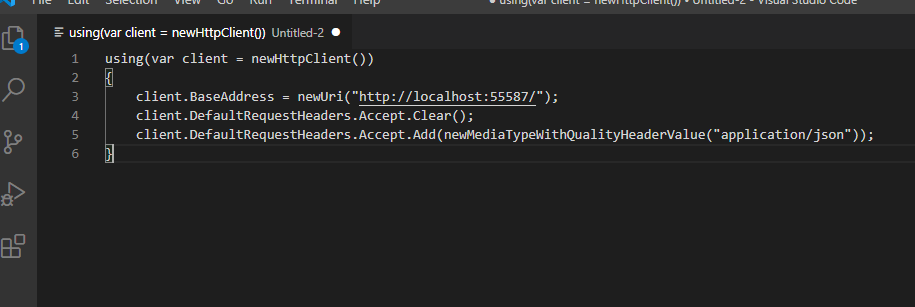 File Edit Selection View Go Run Terminal Help
● using(var client = newHttpClient()) • Untitled-2 - Visual Studio Code
using(var client = newHttpClient()) Untitled-2 ●
1
1 using(var client = newHttpClient())
2 {
3 client.BaseAddress = newUri("http://localhost:55587/");
4 client.DefaultRequestHeaders.Accept.Clear();
5 client.DefaultRequestHeaders.Accept.Add(newMediaTypeWithQualityHeaderValue("application/json"));
6 }